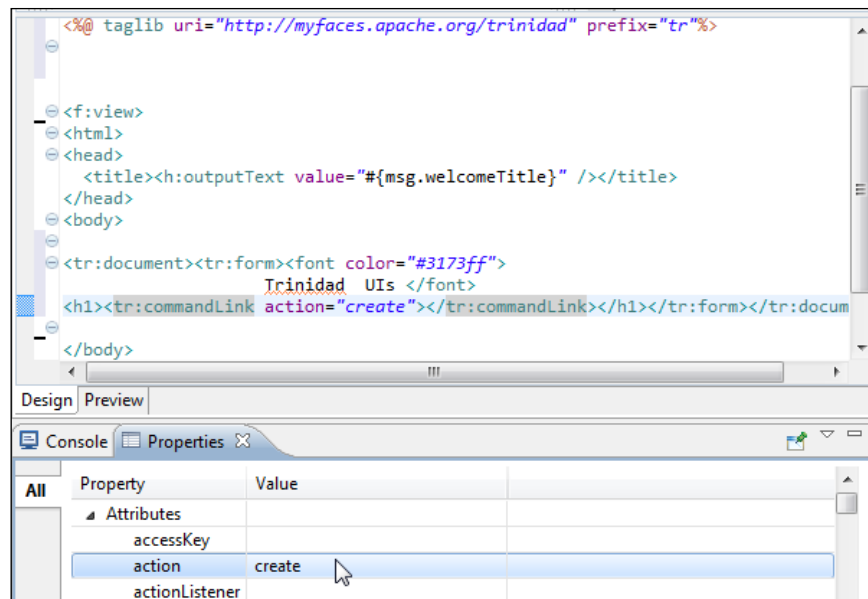 <%@ taglib uri="http://myfaces.apache.org/trinidad" prefix="tr"%>
<f:view>
<html>
<head>
<title><h:outputText value="#{msg.welcomeTitle}" /></title>
</head>
<body>
<tr:document><tr:form><font color="#3173ff">
Trinidad UIs </font>
<h1><tr:commandLink action="create"></tr:commandLink></h1></tr:form></tr:docum
</body>
Design Preview
Console Properties
All Property Value
Attributes
accessKey
action create
actionListener